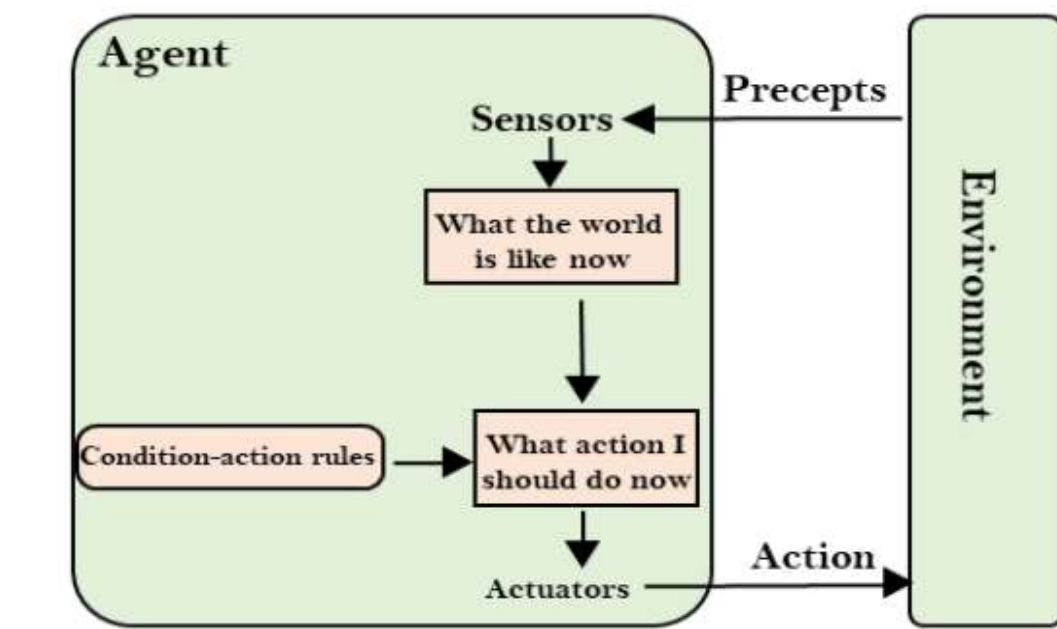 Agent
Precepts
Sensors
What the world
is like now
Environment
Condition-action rules
What action I
should do now
Action
Actuators